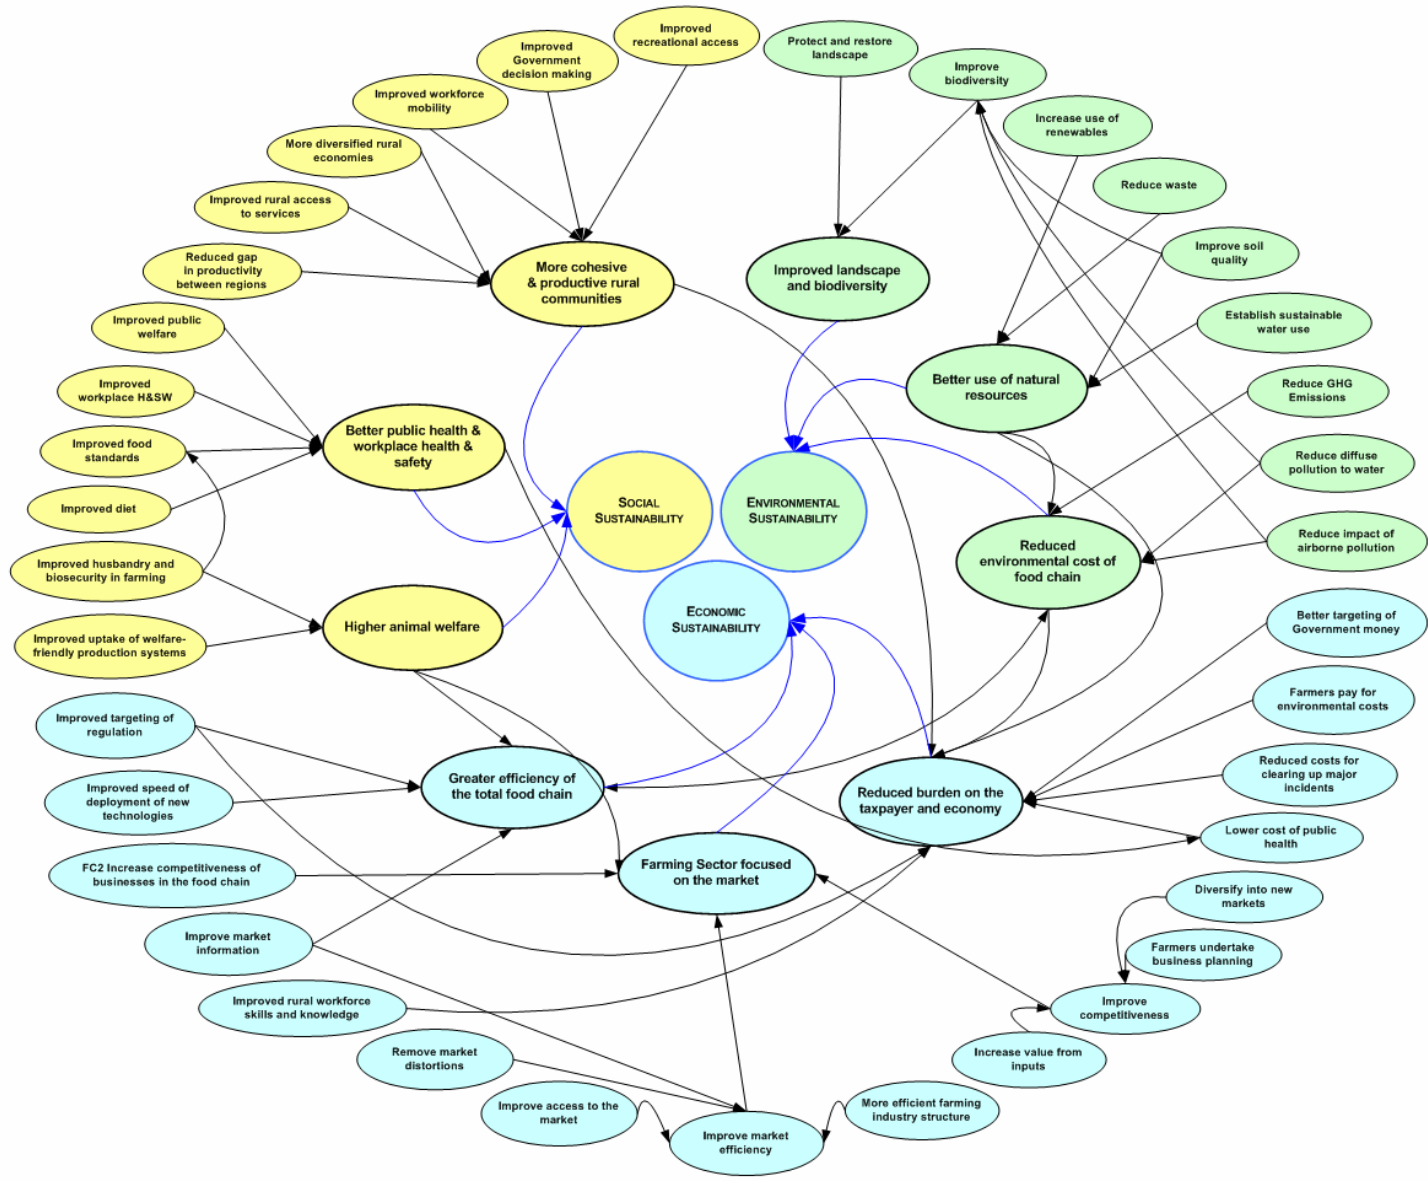 Improved
recreational access
Improved
Government
decision making
Improved workforce
mobility
More diversified rural
economies
Improved rural access
to services
Reduced gap
in productivity
between regions
Improved public
welfare
Improved
workplace H&SW
Improved food
standards
Improved diet
Improved husbandry and
biosecurity in farming
Improved uptake of welfare-
friendly production systems
More cohesive
& productive rural
communities
Better public health &
workplace health &
safety
Higher animal welfare
Protect and restore
landscape
Improve
biodiversity
Increase use of
renewables
Reduce waste
Improve soil
quality
Establish sustainable
water use
Reduce GHG
Emissions
Reduce diffuse
pollution to water
Reduce impact of
airborne pollution
Improved landscape
and biodiversity
Better use of natural
resources
Reduced
environmental cost of
food chain
SOCIAL
SUSTAINABILITY
ENVIRONMENTAL
SUSTAINABILITY
ECONOMIC
SUSTAINABILITY
Improved targeting of
regulation
Improved speed of
deployment of new
technologies
FC2 Increase competitiveness of
businesses in the food chain
Improve market
information
Improved rural workforce
skills and knowledge
Remove market
distortions
Improve access to the
market
Improve market
efficiency
More efficient farming
industry structure
Increase value from
inputs
Improve
competitiveness
Farmers undertake
business planning
Diversify into new
markets
Lower cost of public
health
Reduced costs for
clearing up major
incidents
Farmers pay for
environmental costs
Better targeting of
Government money
Greater efficiency of
the total food chain
Farming Sector focused
on the market
Reduced burden on the
taxpayer and economy